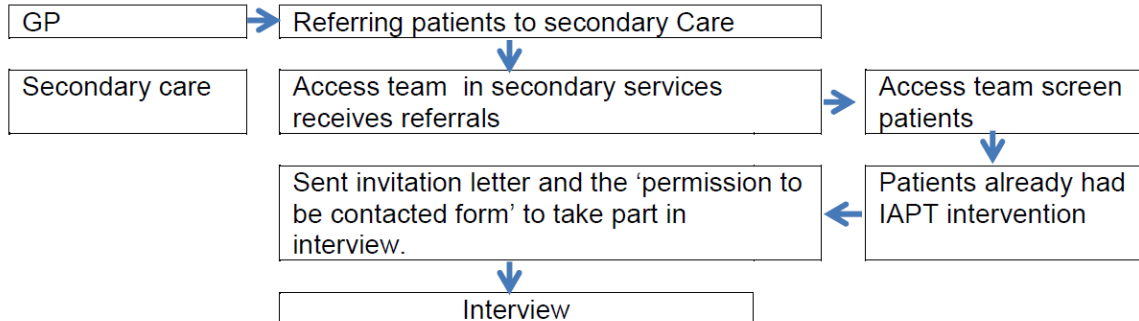 GP
Referring patients to secondary Care
Secondary care
Access team in secondary services
receives referrals
Access team screen
patients
Sent invitation letter and the ‘permission to
be contacted form’ to take part in
interview.
Patients already had
IAPT intervention
Interview